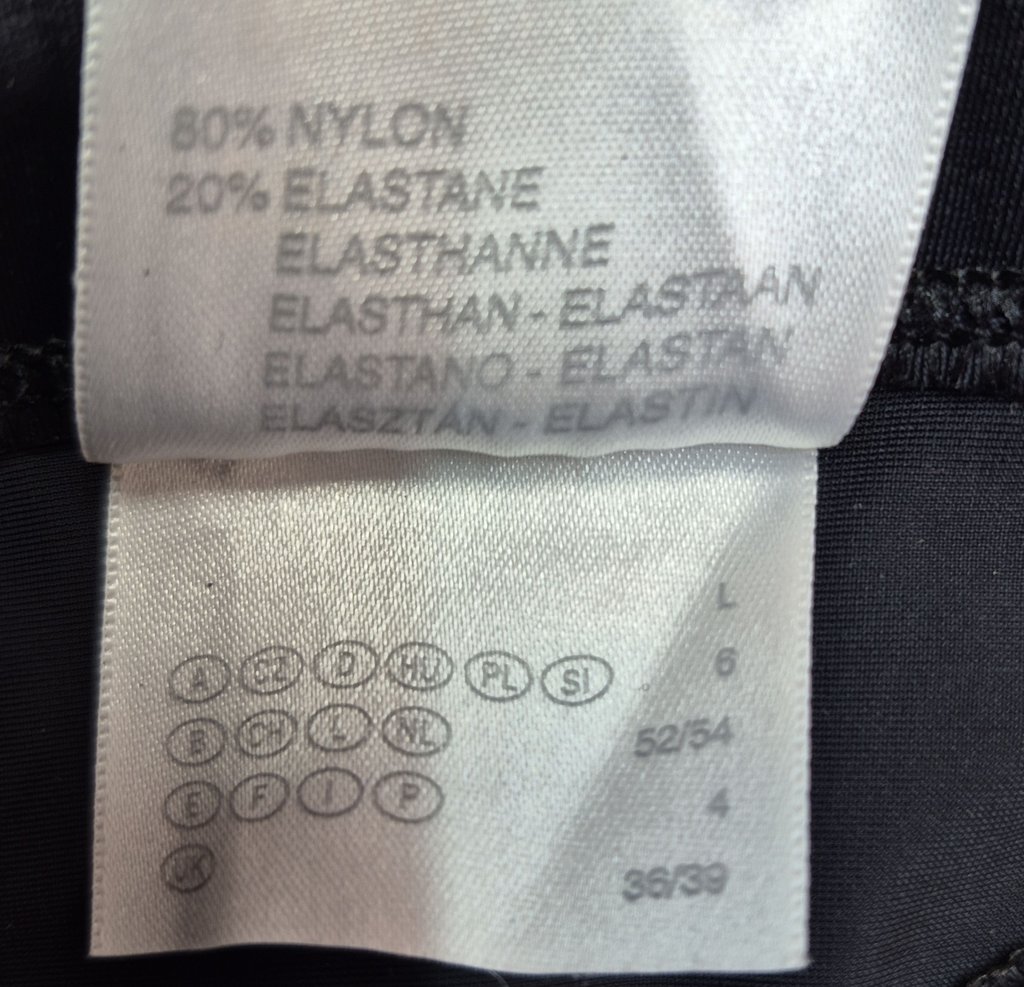 80% NYLON
20% ELASTANE
ELASTHANNE
ELASTHAN - ELASTAAN
ELASTANO - ELASTAN
ELASZTÁN - ELASTIN
L
A CZ D HU PL SI 6
B CH L NL 52/54
E F I P 4
UK 36/39